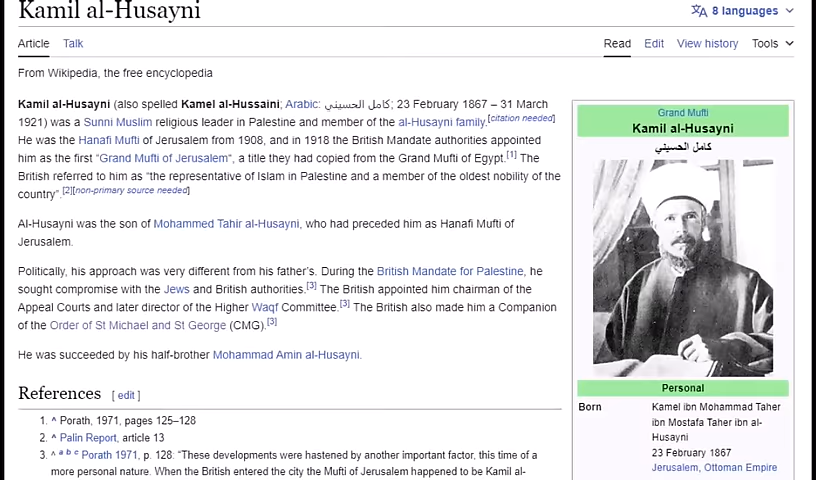 Kamil al-Husayni
8 languages
Article Talk
Read Edit View history Tools
From Wikipedia, the free encyclopedia
Kamil al-Husayni (also spelled Kamel al-Hussaini; Arabic: كامل الحسيني; 23 February 1867 – 31 March
1921) was a Sunni Muslim religious leader in Palestine and member of the al-Husayni family.[citation needed]
He was the Hanafi Mufti of Jerusalem from 1908, and in 1918 the British Mandate authorities appointed
him as the first "Grand Mufti of Jerusalem", a title they had copied from the Grand Mufti of Egypt.[1] The
British referred to him as "the representative of Islam in Palestine and a member of the oldest nobility of the
country".[2][non-primary source needed]
Al-Husayni was the son of Mohammed Tahir al-Husayni, who had preceded him as Hanafi Mufti of
Jerusalem.
Politically, his approach was very different from his father's. During the British Mandate for Palestine, he
sought compromise with the Jews and British authorities.[3] The British appointed him chairman of the
Appeal Courts and later director of the Higher Waqf Committee.[3] The British also made him a Companion
of the Order of St Michael and St George (CMG).[3]
He was succeeded by his half-brother Mohammad Amin al-Husayni.
References [ edit ]
1. ^ Porath, 1971, pages 125–128
2. ^ Palin Report, article 13
3. ^ a b c Porath 1971, p. 128: "These developments were hastened by another important factor, this time of a
more personal nature. When the British entered the city the Mufti of Jerusalem happened to be Kamil al-
Grand Mufti
Kamil al-Husayni
كامل الحسيني
Personal
Born Kamel ibn Mohammad Taher
ibn Mostafa Taher ibn al-
Husayni
23 February 1867
Jerusalem, Ottoman Empire